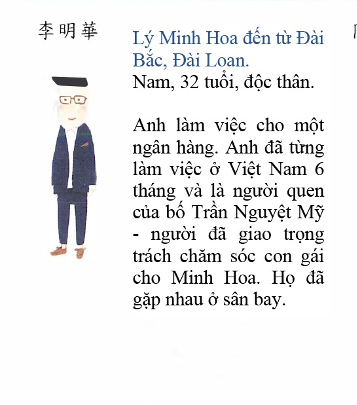 李明華
Lý Minh Hoa đến từ Đài
Bắc, Đài Loan.
Nam, 32 tuổi, độc thân.
Anh làm việc cho một
ngân hàng. Anh đã từng
làm việc ở Việt Nam 6
tháng và là người quen
của bố Trần Nguyệt Mỹ
- người đã giao trọng
trách chăm sóc con gái
cho Minh Hoa. Họ đã
gặp nhau ở sân bay.